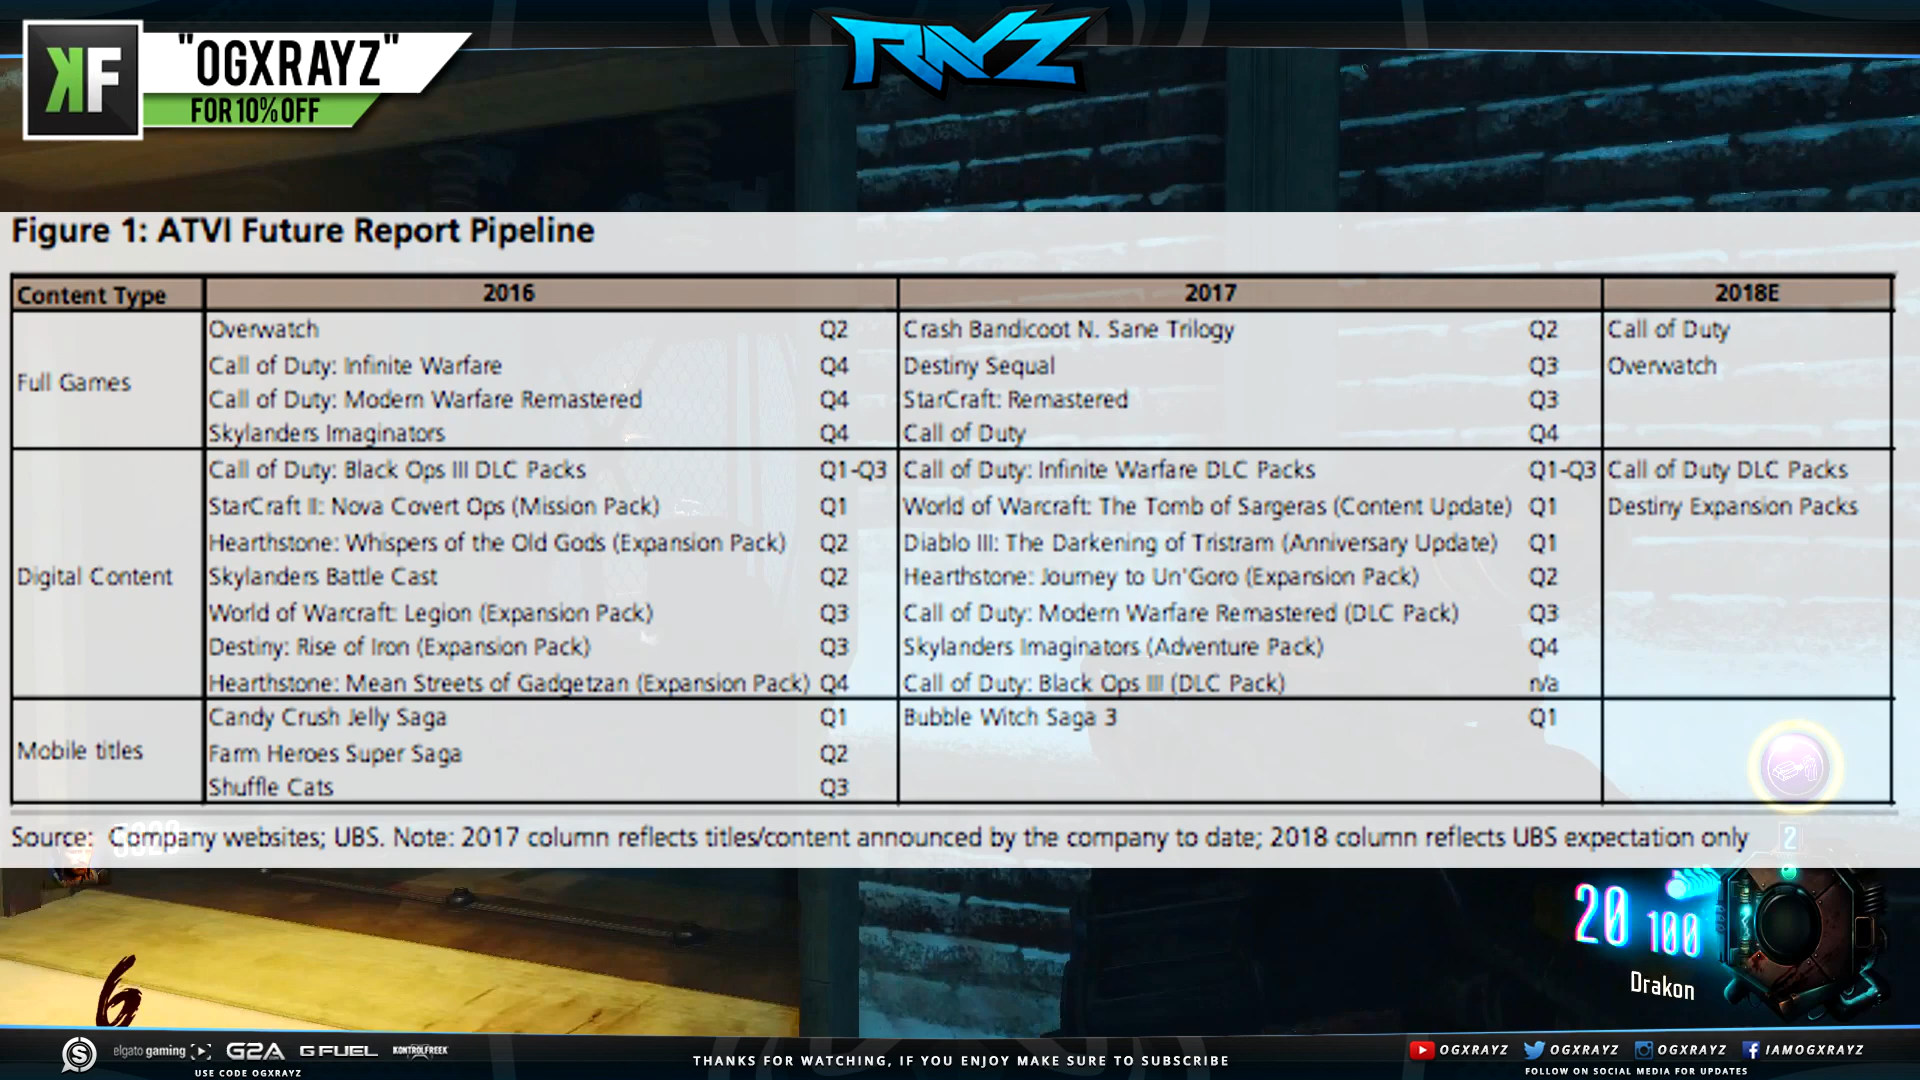 KF
"OGXRAYZ"
FOR 10% OFF
RAYZ
Figure 1: ATVI Future Report Pipeline
Content Type 2016 2017 2018E
Full Games
Overwatch Q2 Crash Bandicoot N. Sane Trilogy Q2 Call of Duty
Call of Duty: Infinite Warfare Q4 Destiny Sequal Q3 Overwatch
Call of Duty: Modern Warfare Remastered Q4 StarCraft: Remastered Q3
Skylanders Imaginators Q4 Call of Duty Q4
Digital Content
Call of Duty: Black Ops III DLC Packs Q1-Q3 Call of Duty: Infinite Warfare DLC Packs Q1-Q3 Call of Duty DLC Packs
StarCraft II: Nova Covert Ops (Mission Pack) Q1 World of Warcraft: The Tomb of Sargeras (Content Update) Q1 Destiny Expansion Packs
Hearthstone: Whispers of the Old Gods (Expansion Pack) Q2 Diablo III: The Darkening of Tristram (Anniversary Update) Q1
Skylanders Battle Cast Q2 Hearthstone: Journey to Un'Goro (Expansion Pack) Q2
World of Warcraft: Legion (Expansion Pack) Q3 Call of Duty: Modern Warfare Remastered (DLC Pack) Q3
Destiny: Rise of Iron (Expansion Pack) Q3 Skylanders Imaginators (Adventure Pack) Q4
Hearthstone: Mean Streets of Gadgetzan (Expansion Pack) Q4 Call of Duty: Black Ops III (DLC Pack) n/a
Mobile titles
Candy Crush Jelly Saga Q1 Bubble Witch Saga 3 Q1
Farm Heroes Super Saga Q2
Shuffle Cats Q3
Source: Company websites; UBS. Note: 2017 column reflects titles/content announced by the company to date; 2018 column reflects UBS expectation only
2
20 100
Drakon
6
elgato gaming G2A G FUEL KONTROLFREEK
USE CODE OGXRAYZ
THANKS FOR WATCHING, IF YOU ENJOY MAKE SURE TO SUBSCRIBE
OGXRAYZ OGXRAYZ OGXRAYZ IAMOGXRAYZ
FOLLOW ON SOCIAL MEDIA FOR UPDATES